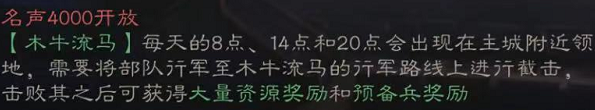 名声4000开放
【木牛流马】每天的8点、14点和20点会出现在主城附近领
地，需要将部队行军至木牛流马的行军路线上进行截击，
击败其之后可获得大量资源奖励和预备兵奖励